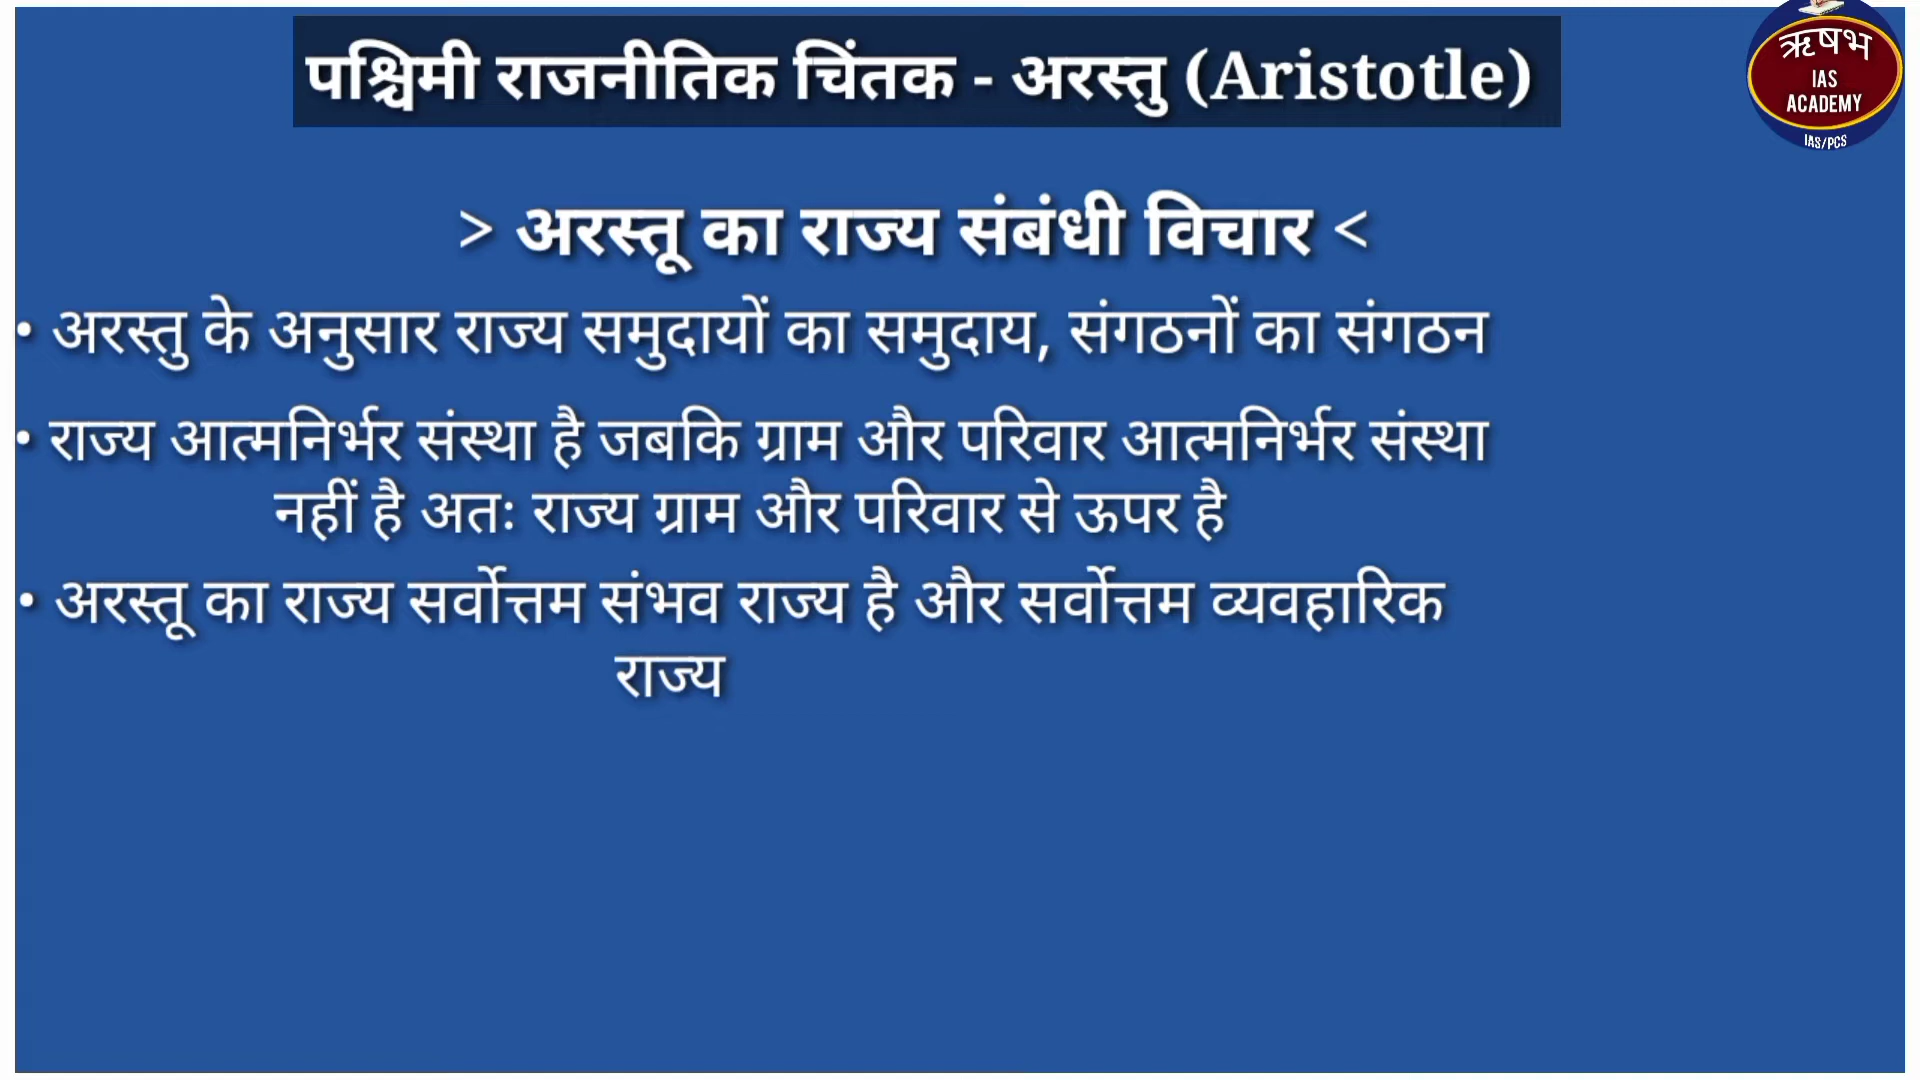 पश्चिमी राजनीतिक चिंतक - अरस्तु (Aristotle)
ऋषभ
IAS
ACADEMY
IAS/PCS
> अरस्तू का राज्य संबंधी विचार <
• अरस्तु के अनुसार राज्य समुदायों का समुदाय, संगठनों का संगठन
• राज्य आत्मनिर्भर संस्था है जबकि ग्राम और परिवार आत्मनिर्भर संस्था
नहीं है अतः राज्य ग्राम और परिवार से ऊपर है
• अरस्तू का राज्य सर्वोत्तम संभव राज्य है और सर्वोत्तम व्यवहारिक
राज्य